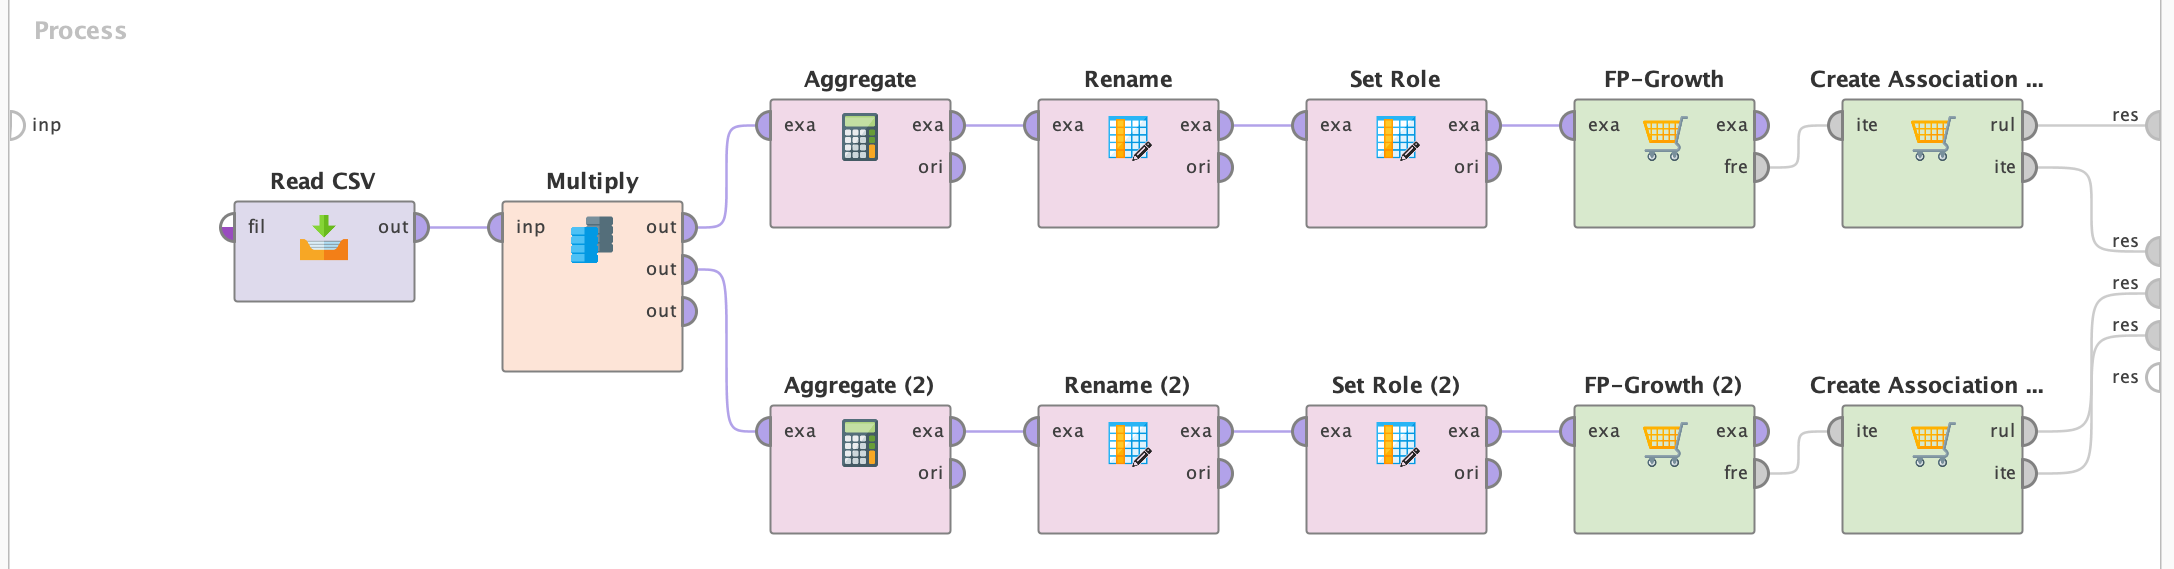 Process
inp
Read CSV
fil out
Multiply
inp out
out
out
Aggregate
exa exa
ori
Rename
exa exa
ori
Set Role
exa exa
ori
FP-Growth
exa exa
fre
Create Association ...
ite rul
ite
Aggregate (2)
exa exa
ori
Rename (2)
exa exa
ori
Set Role (2)
exa exa
ori
FP-Growth (2)
exa exa
fre
Create Association ...
ite rul
ite
res
res
res
res
res